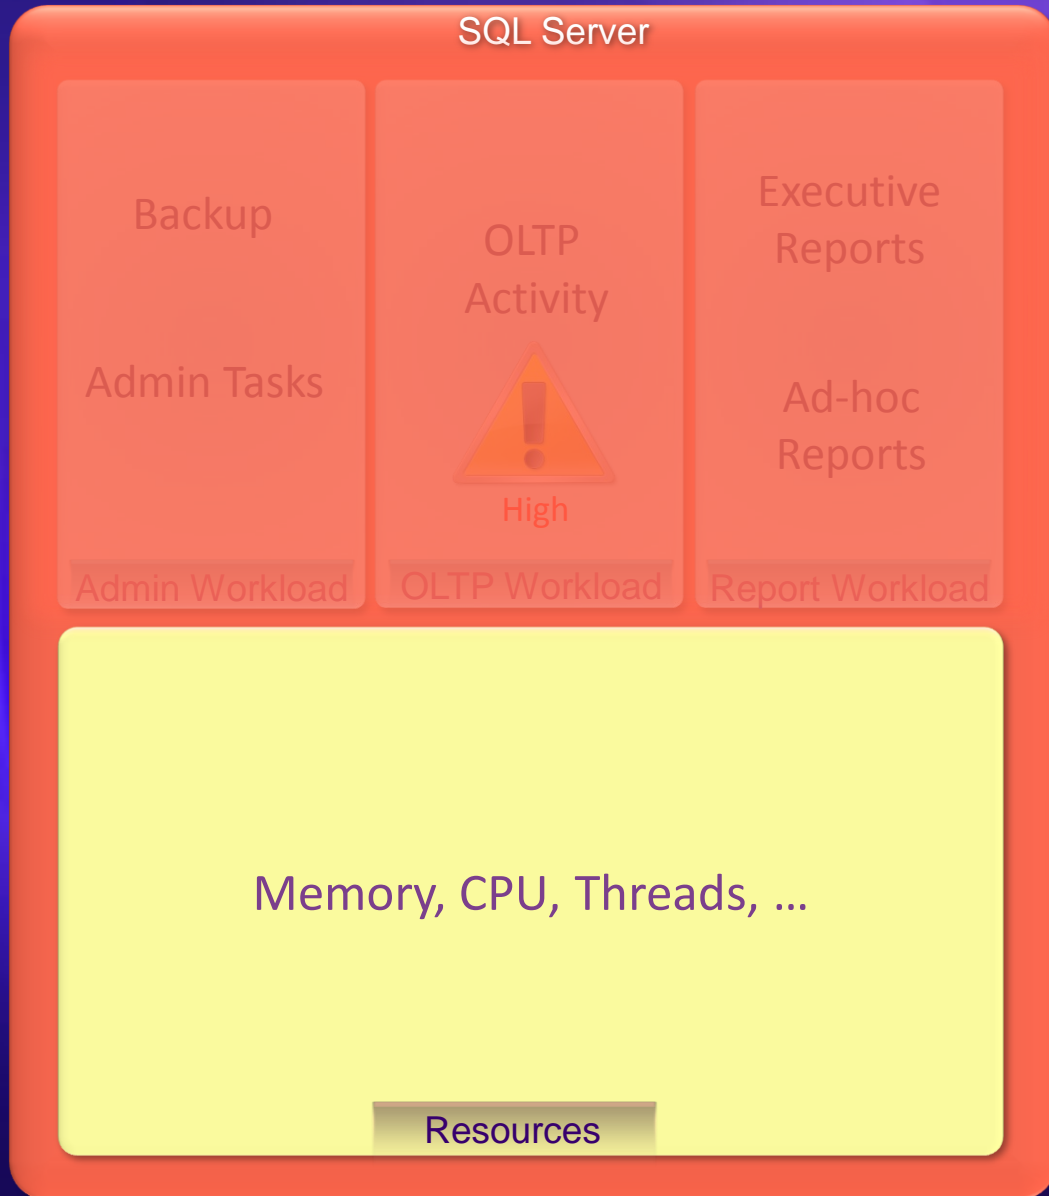 SQL Server
Backup
Admin Tasks
Admin Workload
OLTP
Activity
High
OLTP Workload
Executive
Reports
Ad-hoc
Reports
Report Workload
Memory, CPU, Threads, ...
Resources